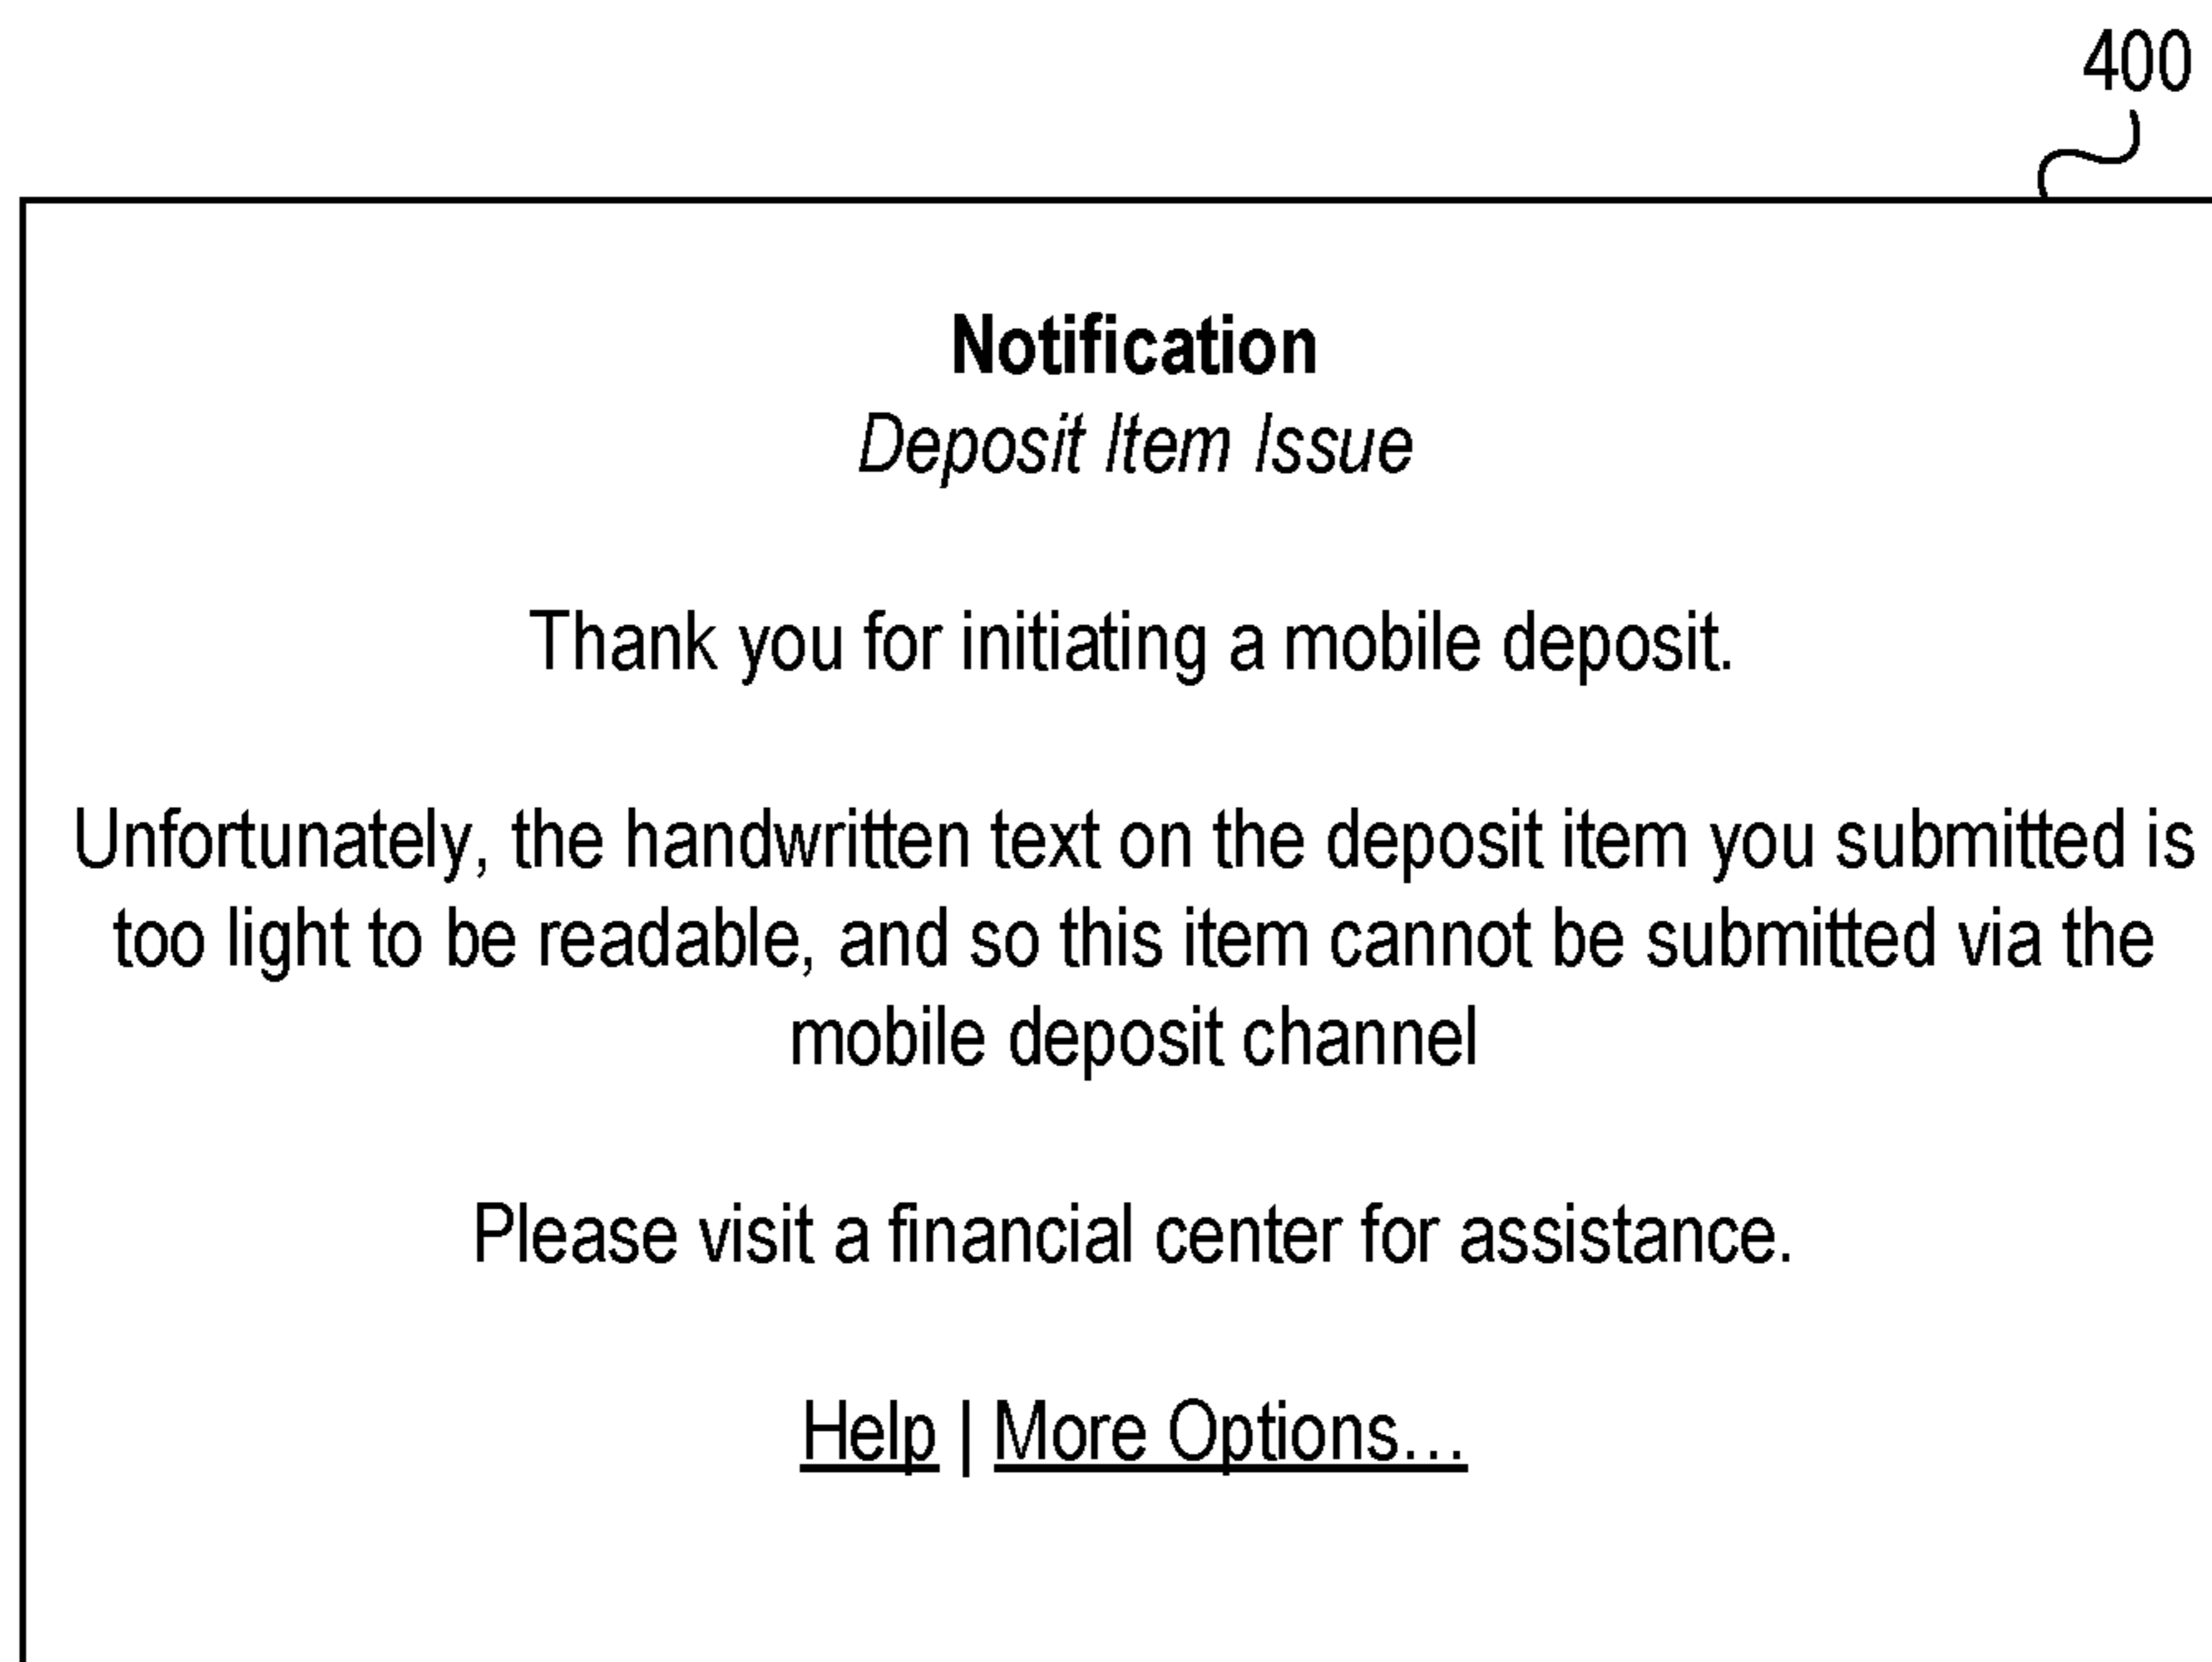 400
Notification
Deposit Item Issue
Thank you for initiating a mobile deposit.
Unfortunately, the handwritten text on the deposit item you submitted is
too light to be readable, and so this item cannot be submitted via the
mobile deposit channel
Please visit a financial center for assistance.
Help | More Options...